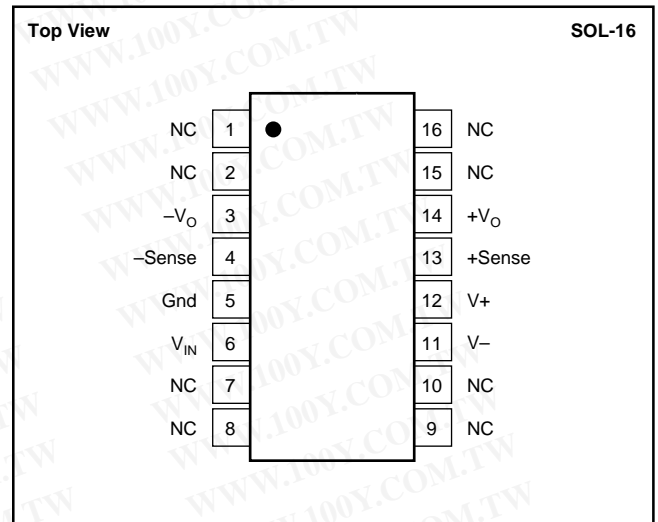 Top View SOL-16
NC 1 16 NC
NC 2 15 NC
–V_O 3 14 +V_O
–Sense 4 13 +Sense
Gnd 5 12 V+
V_IN 6 11 V–
NC 7 10 NC
NC 8 9 NC
WWW.100Y.COM.TW